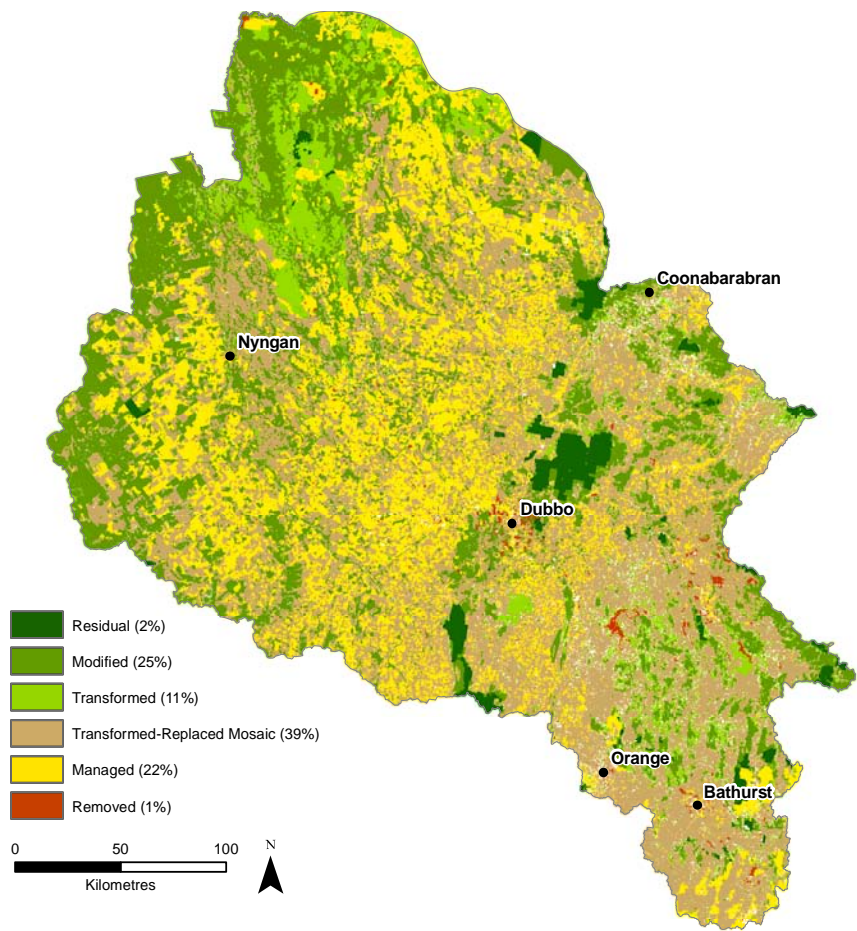 Coonabarabran
Nyngan
Dubbo
Residual (2%)
Modified (25%)
Transformed (11%)
Transformed-Replaced Mosaic (39%)
Managed (22%)
Removed (1%)
Orange
Bathurst
0 50 100
Kilometres
N